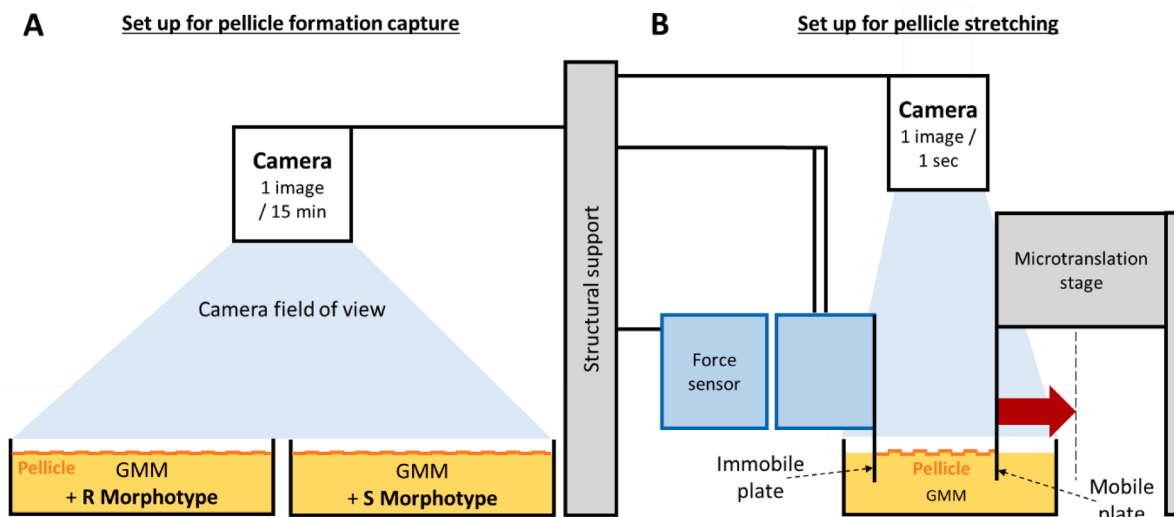 A
Set up for pellicle formation capture
Camera
1 image
/ 15 min
Camera field of view
Pellicle
GMM
+ R Morphotype
GMM
+ S Morphotype
Structural support
B
Set up for pellicle stretching
Camera
1 image /
1 sec
Microtranslation
stage
Force
sensor
Immobile
plate
Pellicle
GMM
Mobile
plate